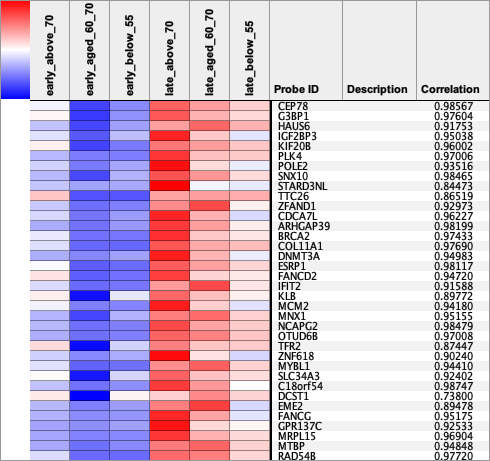 early_above_70 early_aged_60_70 early_below_55 late_above_70 late_aged_60_70 late_below_55
Probe ID Description Correlation
CEP78 0.98567
G3BP1 0.97604
HAUS6 0.91753
IGF2BP3 0.95038
KIF20B 0.96002
PLK4 0.97006
POLE2 0.93516
SNX10 0.98465
STARD3NL 0.84473
TTC26 0.86519
ZFAND1 0.92973
CDCA7L 0.96227
ARHGAP39 0.98199
BRCA2 0.97433
COL11A1 0.97690
DNMT3A 0.94983
ESRP1 0.98117
FANCD2 0.94720
IFIT2 0.91588
KLB 0.89772
MCM2 0.94180
MNX1 0.95155
NCAPG2 0.98479
OTUD6B 0.97008
TFR2 0.87447
ZNF618 0.90240
MYBL1 0.94410
SLC34A3 0.92402
C18orf54 0.98747
DCST1 0.73800
EME2 0.89478
FANCG 0.95175
GPR137C 0.92533
MRPL15 0.96904
MTBP 0.94848
RAD54B 0.97720